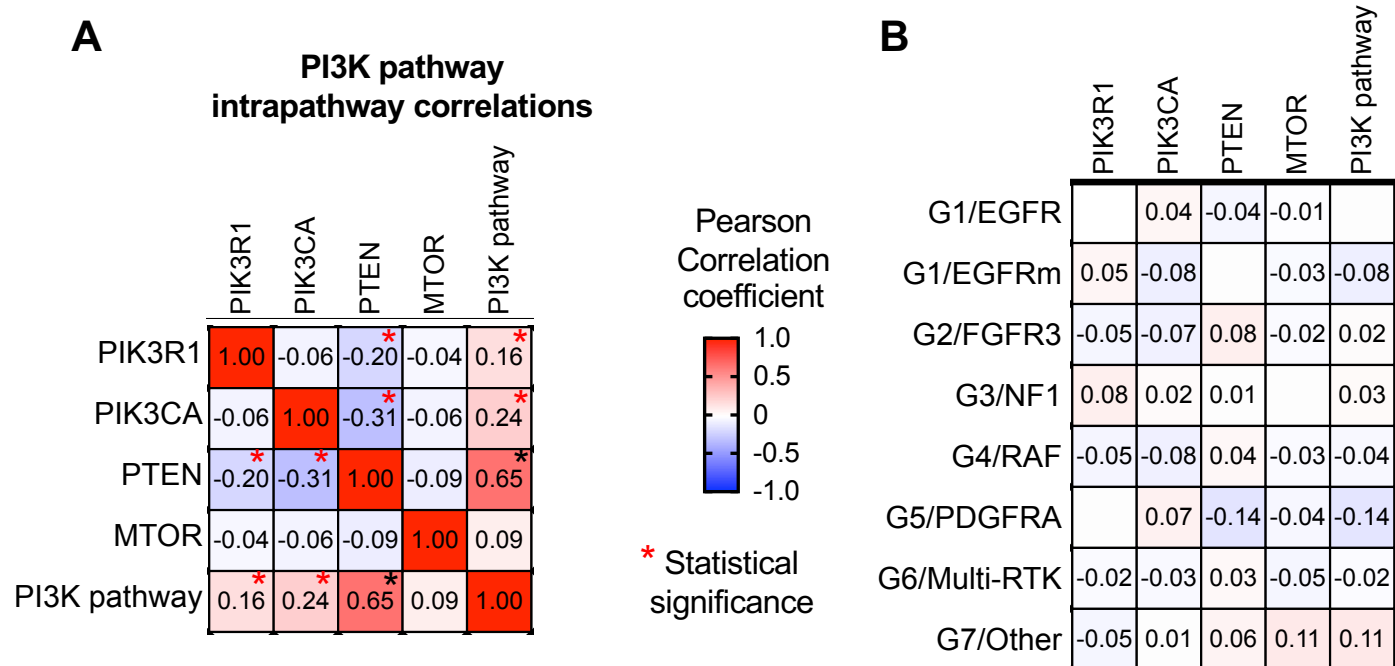 A
PI3K pathway
intrapathway correlations
PIK3R1 PIK3CA PTEN MTOR PI3K pathway
PIK3R1 1.00 -0.06 -0.20* -0.04 0.16*
PIK3CA -0.06 1.00 -0.31* -0.06 0.24*
PTEN -0.20* -0.31* 1.00 -0.09 0.65*
MTOR -0.04 -0.06 -0.09 1.00 0.09
PI3K pathway 0.16* 0.24* 0.65* 0.09 1.00
Pearson
Correlation
coefficient
1.0
0.5
0
-0.5
-1.0
* Statistical
significance
B
PIK3R1 PIK3CA PTEN MTOR PI3K pathway
G1/EGFR 0.04 -0.04 -0.01
G1/EGFRm 0.05 -0.08 -0.03 -0.08
G2/FGFR3 -0.05 -0.07 0.08 -0.02 0.02
G3/NF1 0.08 0.02 0.01 0.03
G4/RAF -0.05 -0.08 0.04 -0.03 -0.04
G5/PDGFRA 0.07 -0.14 -0.04 -0.14
G6/Multi-RTK -0.02 -0.03 0.03 -0.05 -0.02
G7/Other -0.05 0.01 0.06 0.11 0.11